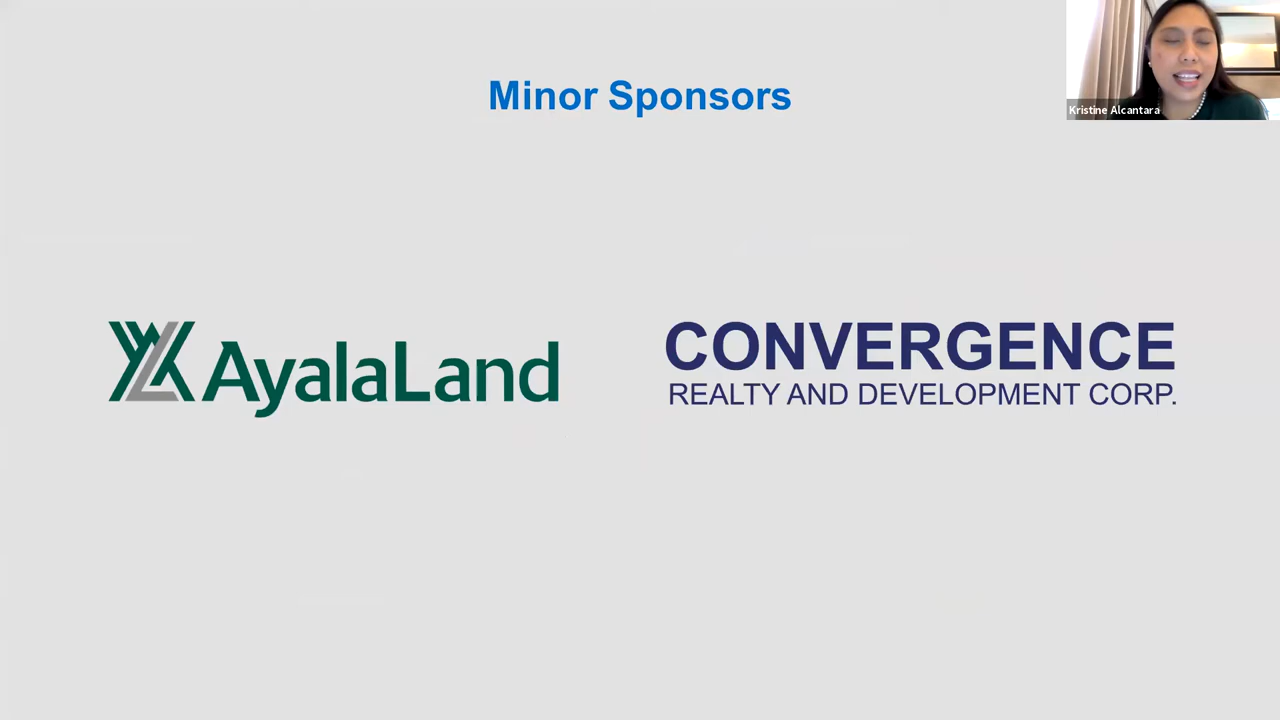 Minor Sponsors
Kristine Alcantara
AyalaLand
CONVERGENCE
REALTY AND DEVELOPMENT CORP.